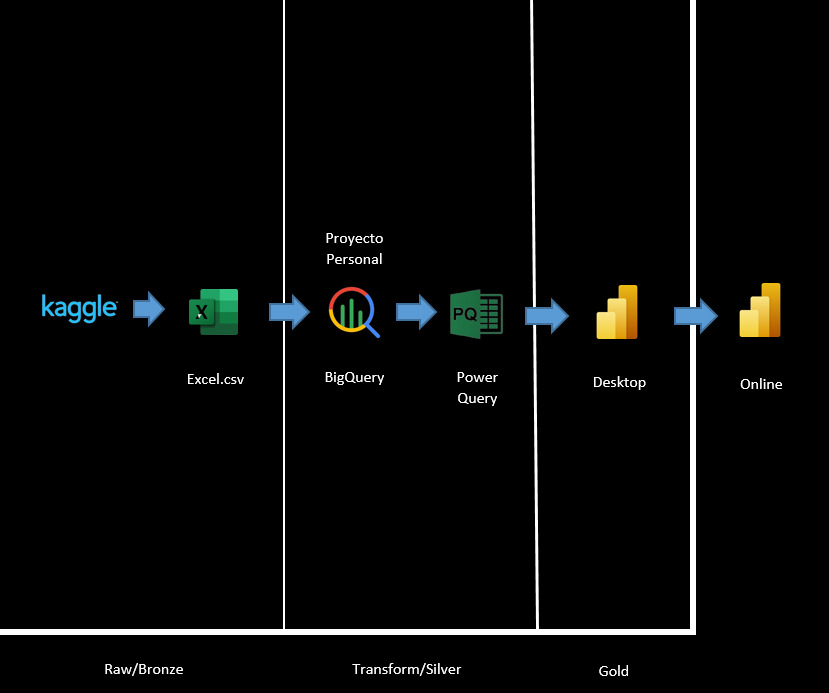 Proyecto
Personal
kaggle
X
PQ
Excel.csv
BigQuery
Power
Query
Desktop
Online
Raw/Bronze
Transform/Silver
Gold